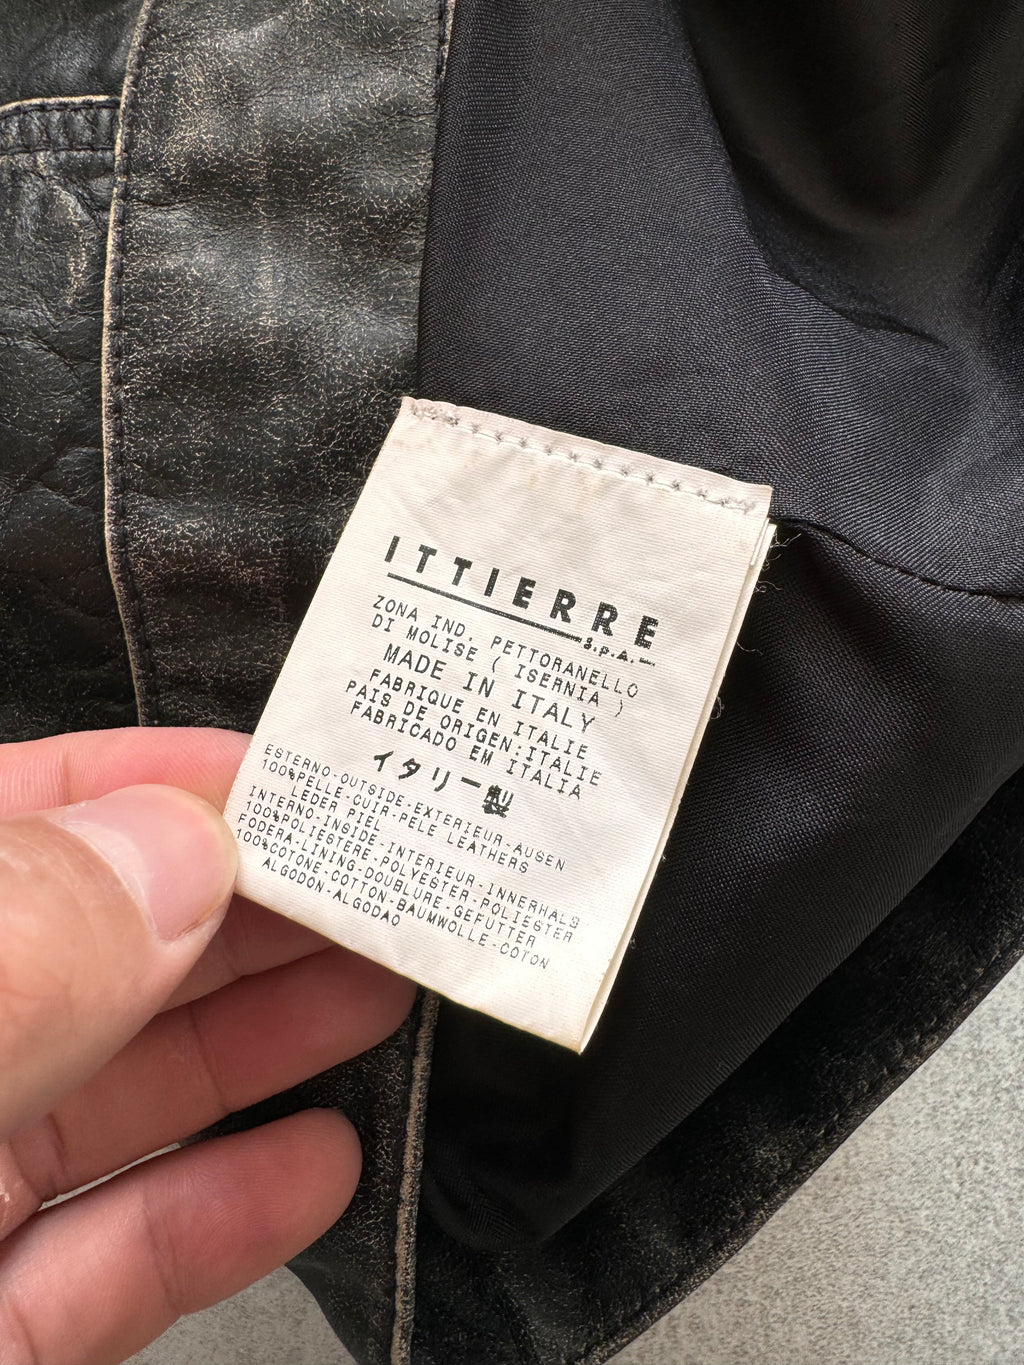 ITTIERRE
S.p.A.
ZONA IND. PETTORANELLO
DI MOLISE ( ISERNIA )
MADE IN ITALY
FABRIQUE EN ITALIE
PAIS DE ORIGEN:ITALIE
FABRICADO EM ITALIA
イタリー製
ESTERNO-OUTSIDE-EXTERIEUR-AUSEN
100%PELLE-CUIR-PELE LEATHERS
LEDER PIEL
INTERNO-INSIDE-INTERIEUR-INNERHALB
100%POLIESTERE-POLYESTER-POLIESTER
FODERA-LINING-DOUBLURE-GEFUTTER
100%COTONE-COTTON-BAUMWOLLE-COTON
ALGODON-ALGODAO